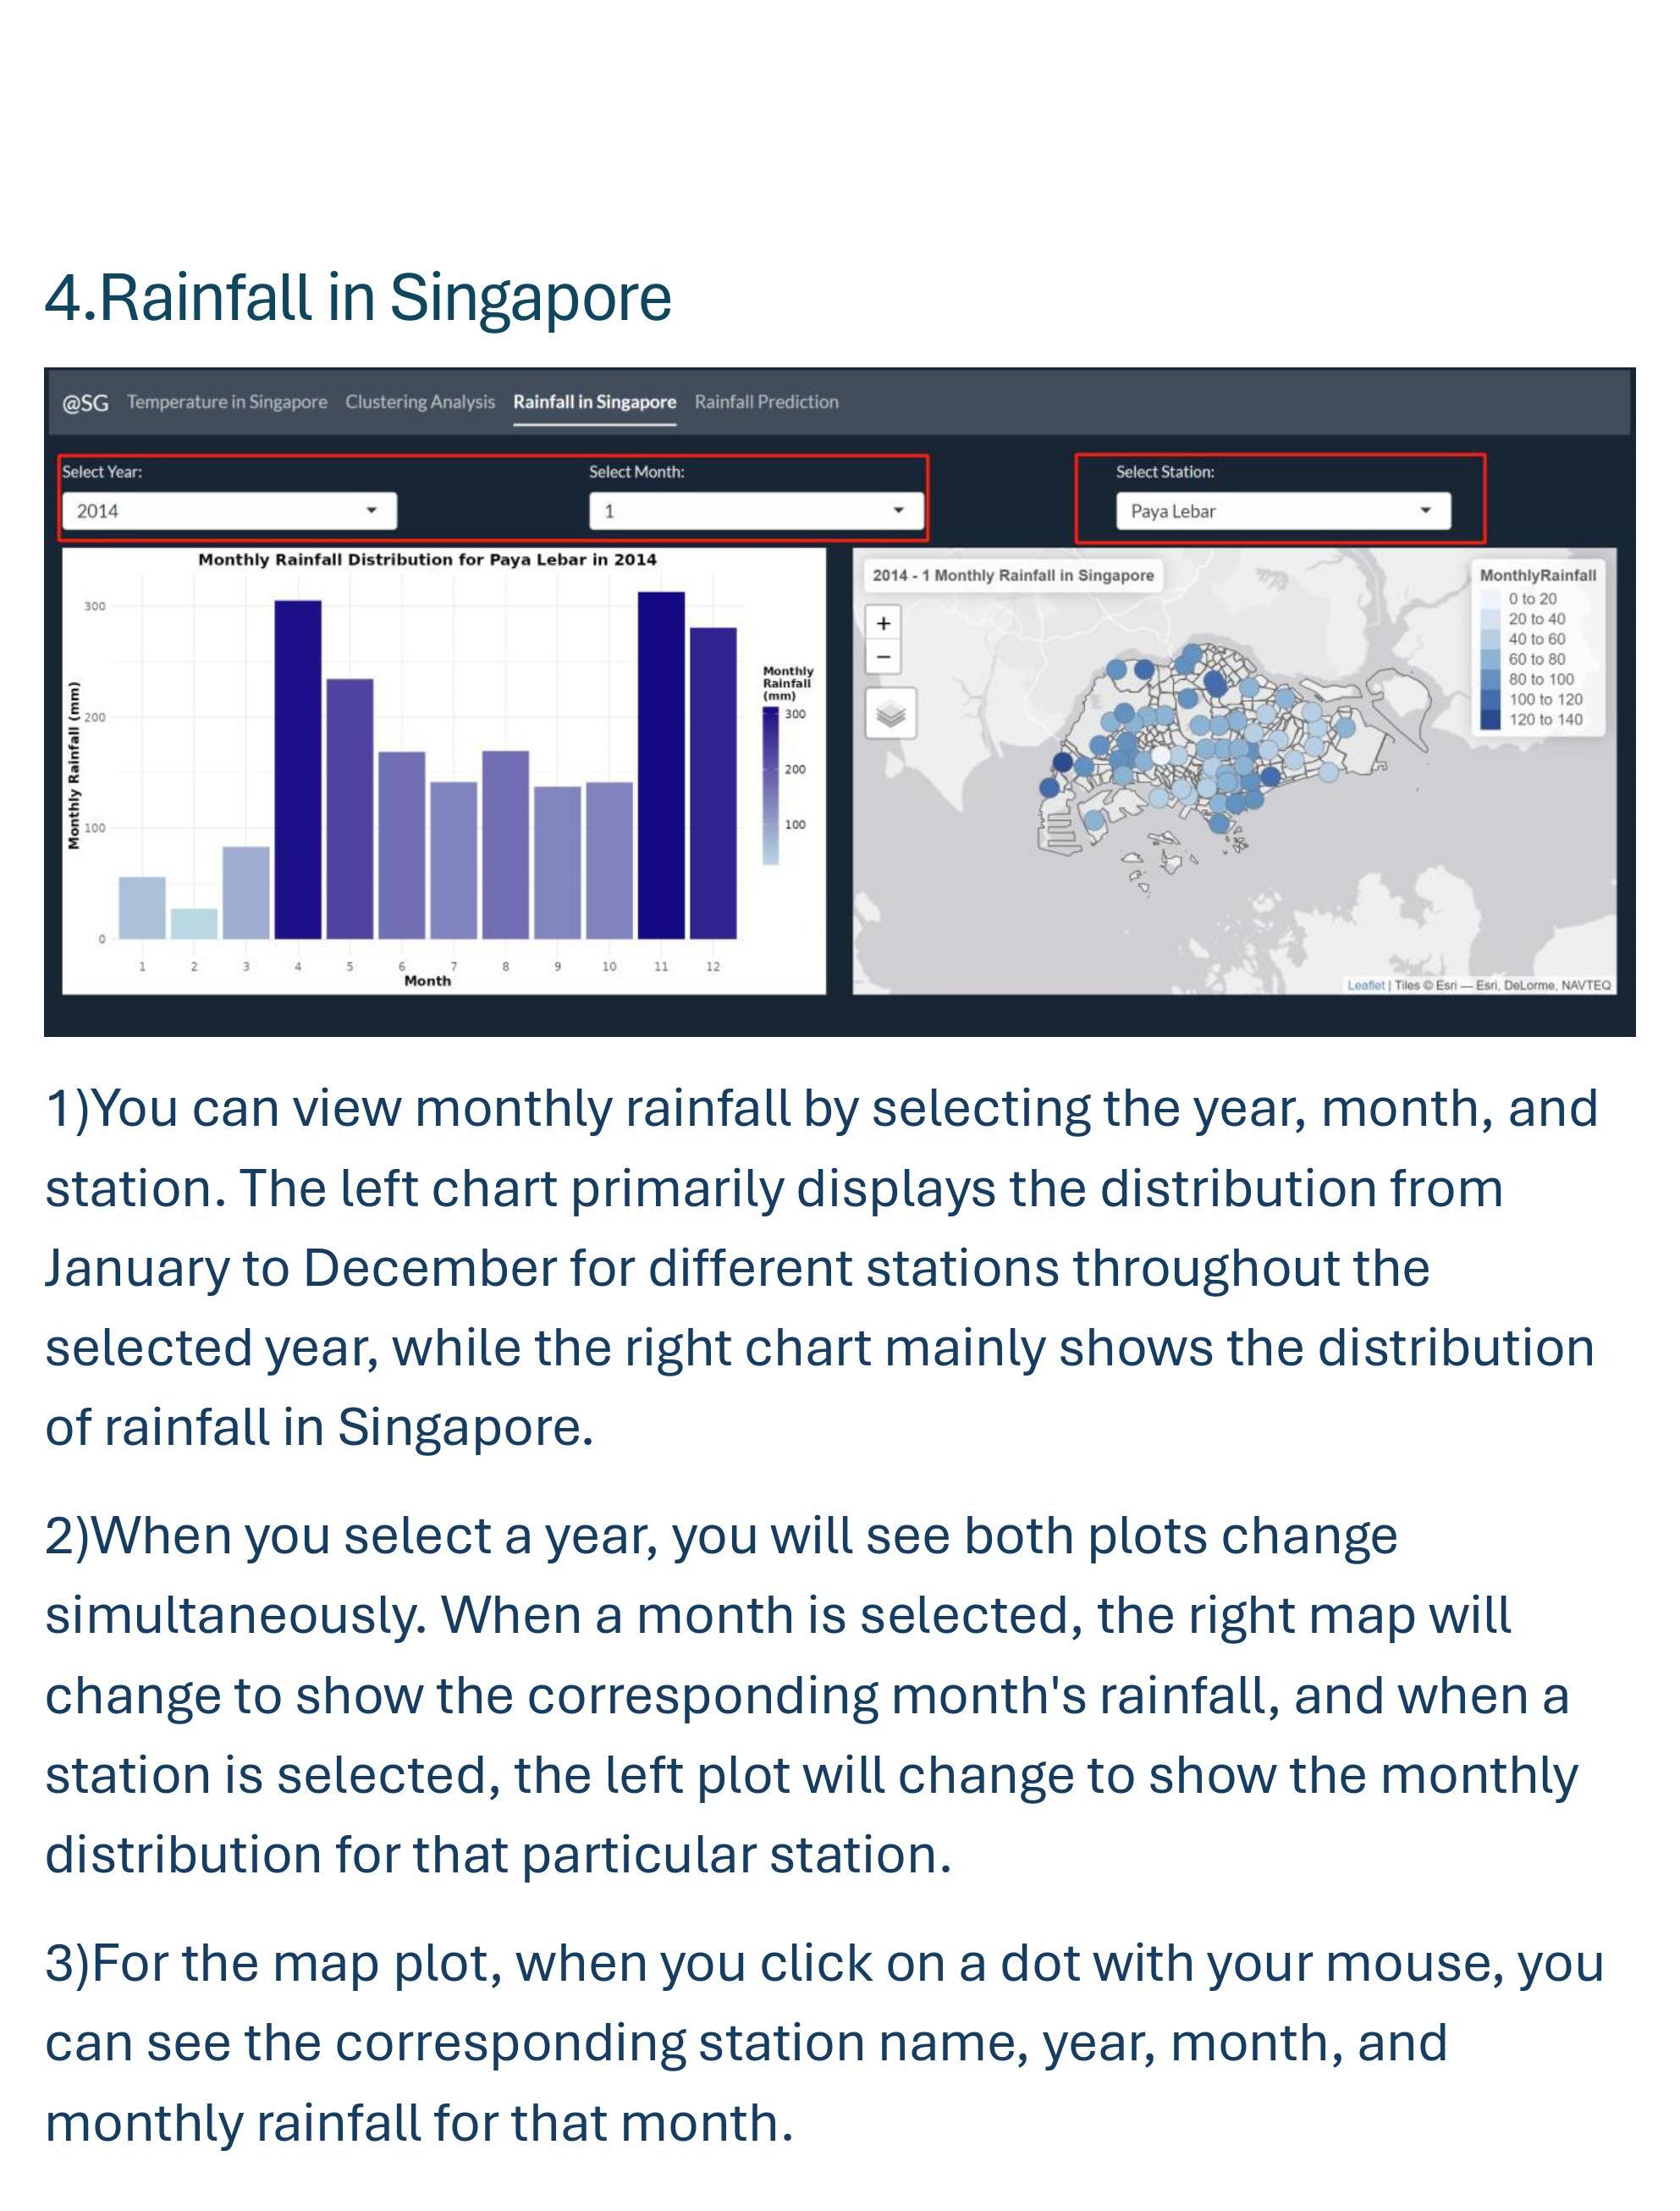 4.Rainfall in Singapore
@SG Temperature in Singapore Clustering Analysis Rainfall in Singapore Rainfall Prediction
Select Year:
2014
Select Month:
1
Select Station:
Paya Lebar
Monthly Rainfall Distribution for Paya Lebar in 2014
Monthly Rainfall (mm)
300
200
100
0
1 2 3 4 5 6 7 8 9 10 11 12
Month
Monthly
Rainfall
(mm)
300
200
100
2014 - 1 Monthly Rainfall in Singapore
+
−
MonthlyRainfall
0 to 20
20 to 40
40 to 60
60 to 80
80 to 100
100 to 120
120 to 140
Leaflet | Tiles © Esri — Esri, DeLorme, NAVTEQ
1)You can view monthly rainfall by selecting the year, month, and
station. The left chart primarily displays the distribution from
January to December for different stations throughout the
selected year, while the right chart mainly shows the distribution
of rainfall in Singapore.
2)When you select a year, you will see both plots change
simultaneously. When a month is selected, the right map will
change to show the corresponding month's rainfall, and when a
station is selected, the left plot will change to show the monthly
distribution for that particular station.
3)For the map plot, when you click on a dot with your mouse, you
can see the corresponding station name, year, month, and
monthly rainfall for that month.